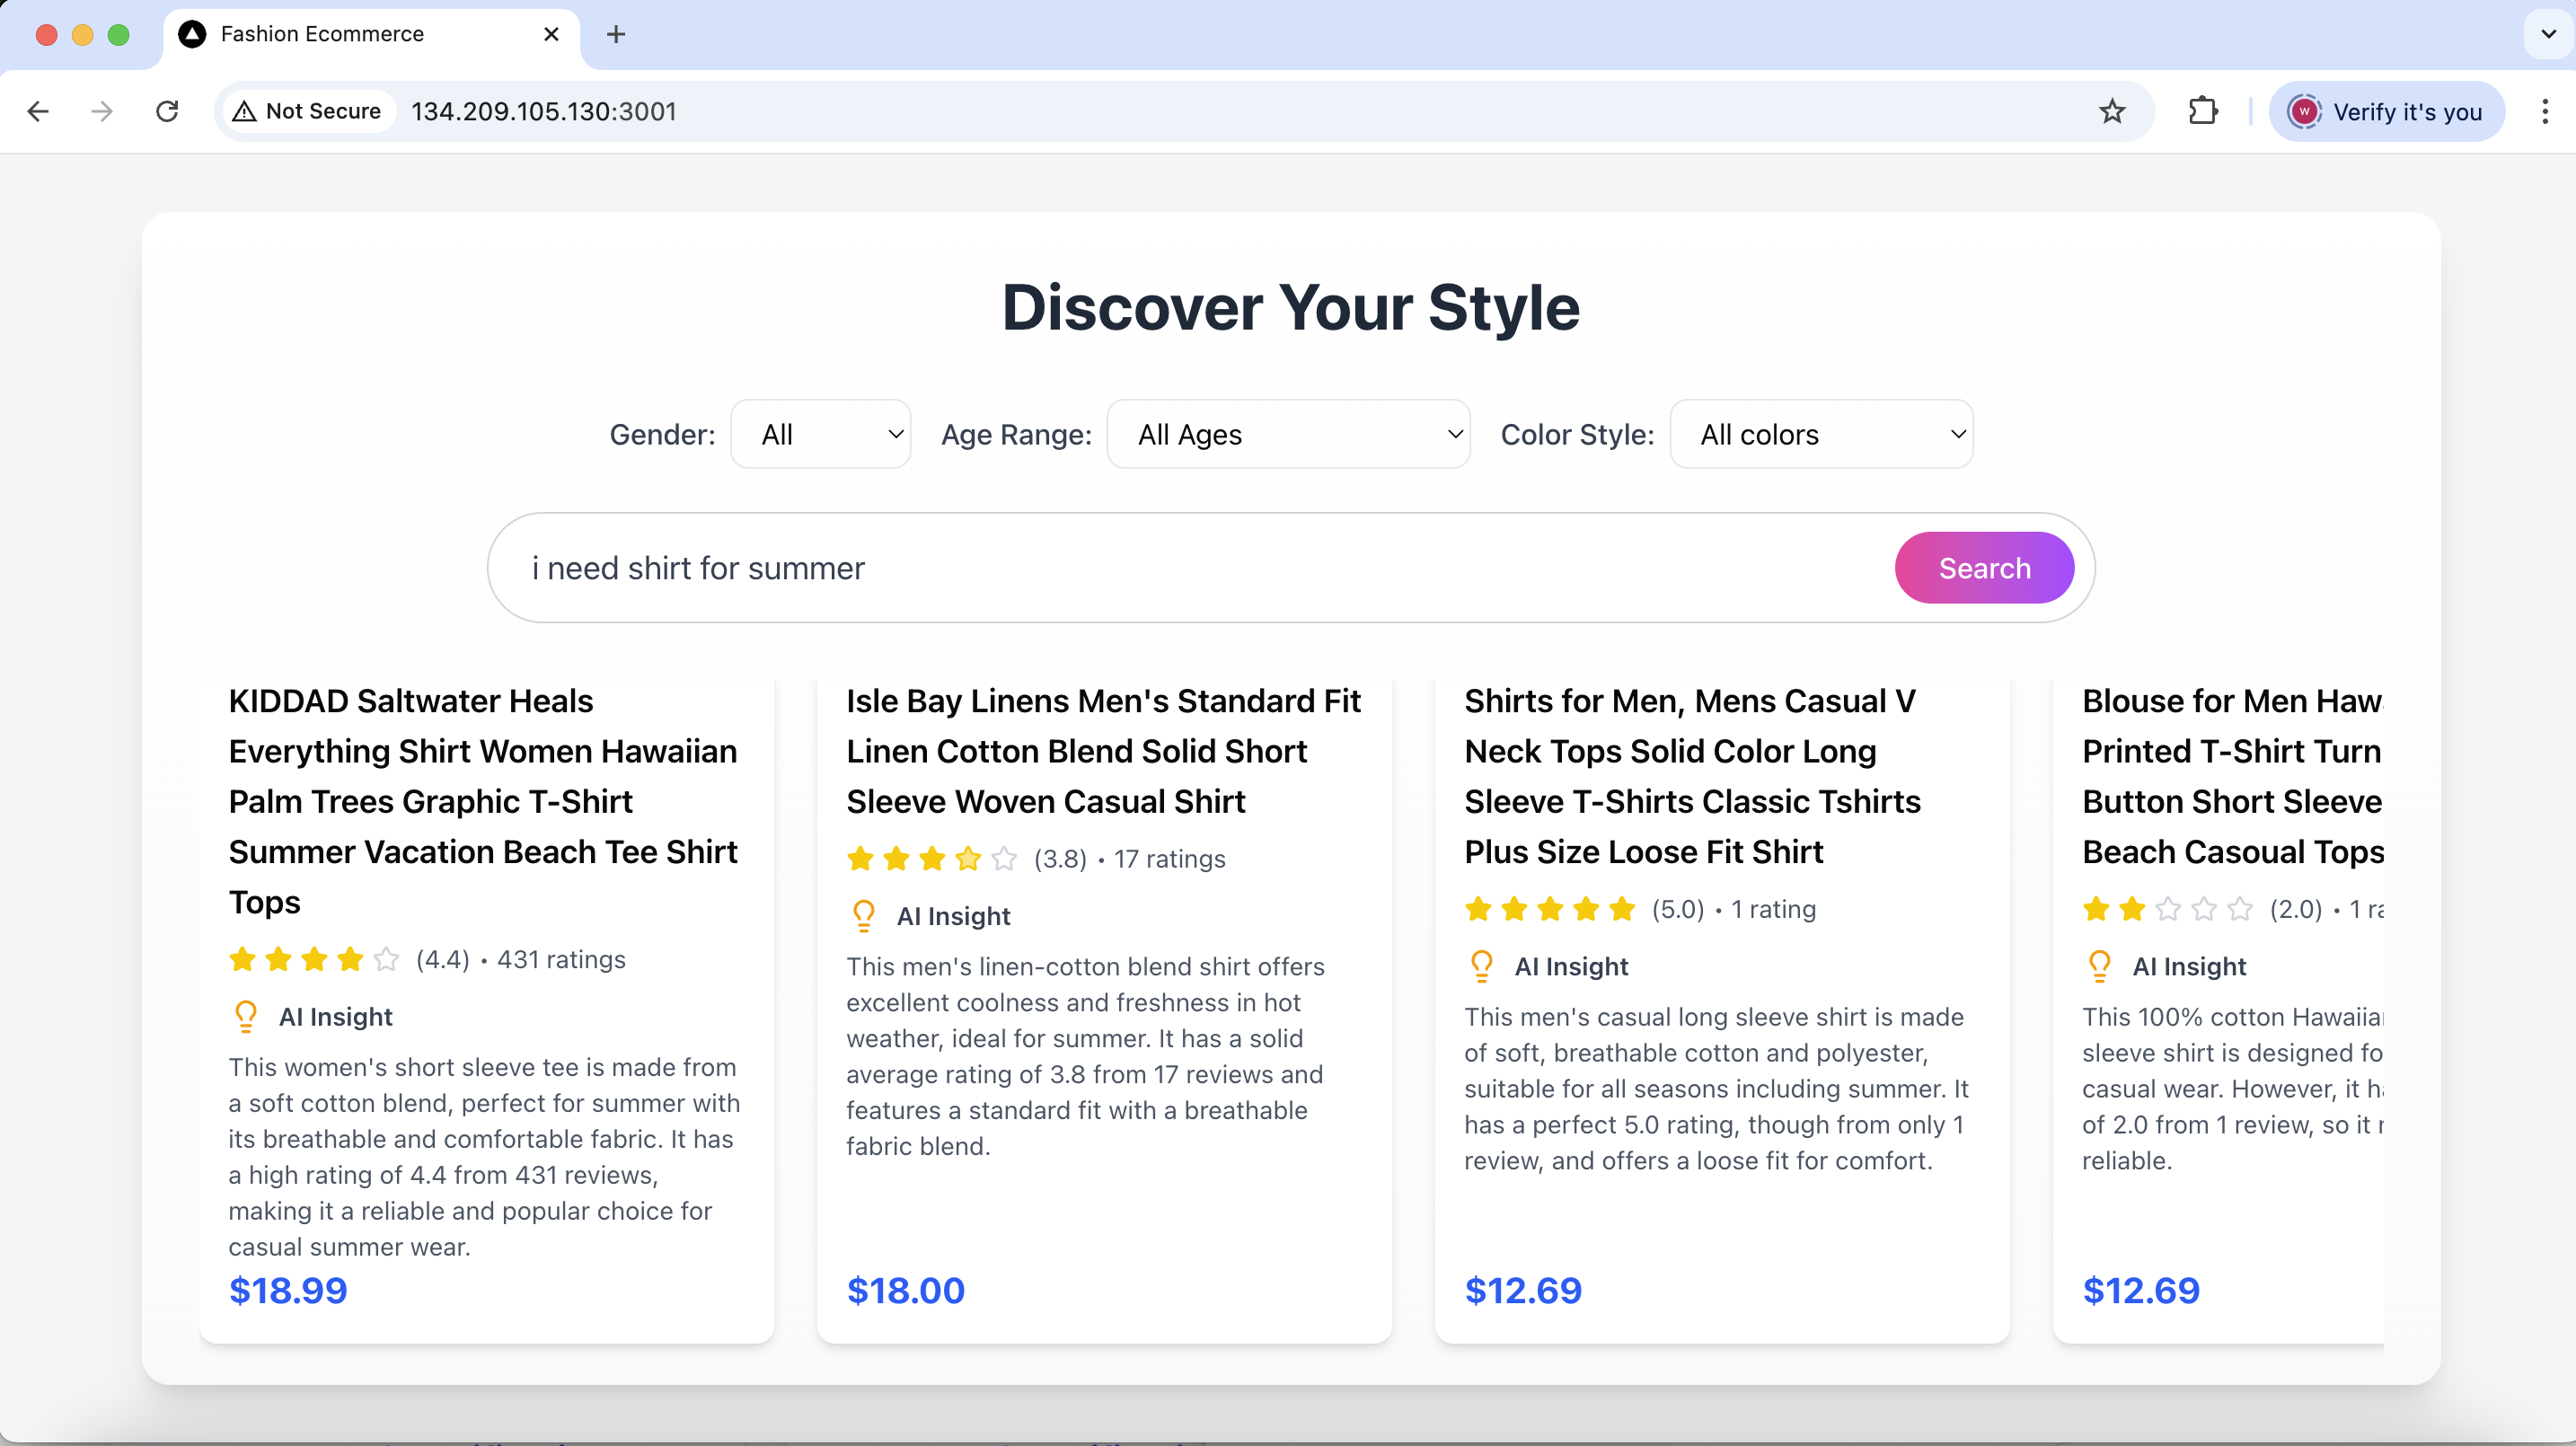 Fashion Ecommerce
Not Secure 134.209.105.130:3001
W Verify it's you
Discover Your Style
Gender: All Age Range: All Ages Color Style: All colors
i need shirt for summer Search
KIDDAD Saltwater Heals
Everything Shirt Women Hawaiian
Palm Trees Graphic T-Shirt
Summer Vacation Beach Tee Shirt
Tops
(4.4) • 431 ratings
AI Insight
This women's short sleeve tee is made from
a soft cotton blend, perfect for summer with
its breathable and comfortable fabric. It has
a high rating of 4.4 from 431 reviews,
making it a reliable and popular choice for
casual summer wear.
$18.99
Isle Bay Linens Men's Standard Fit
Linen Cotton Blend Solid Short
Sleeve Woven Casual Shirt
(3.8) • 17 ratings
AI Insight
This men's linen-cotton blend shirt offers
excellent coolness and freshness in hot
weather, ideal for summer. It has a solid
average rating of 3.8 from 17 reviews and
features a standard fit with a breathable
fabric blend.
$18.00
Shirts for Men, Mens Casual V
Neck Tops Solid Color Long
Sleeve T-Shirts Classic Tshirts
Plus Size Loose Fit Shirt
(5.0) • 1 rating
AI Insight
This men's casual long sleeve shirt is made
of soft, breathable cotton and polyester,
suitable for all seasons including summer. It
has a perfect 5.0 rating, though from only 1
review, and offers a loose fit for comfort.
$12.69
Blouse for Men
Printed T-Shirt Turn
Button Short Sleeve
Beach Casoual Tops
(2.0) • 1
AI Insight
This 100% cotton
sleeve shirt is designed
casual wear. However, it
of 2.0 from 1 review, so it
reliable.
$12.69